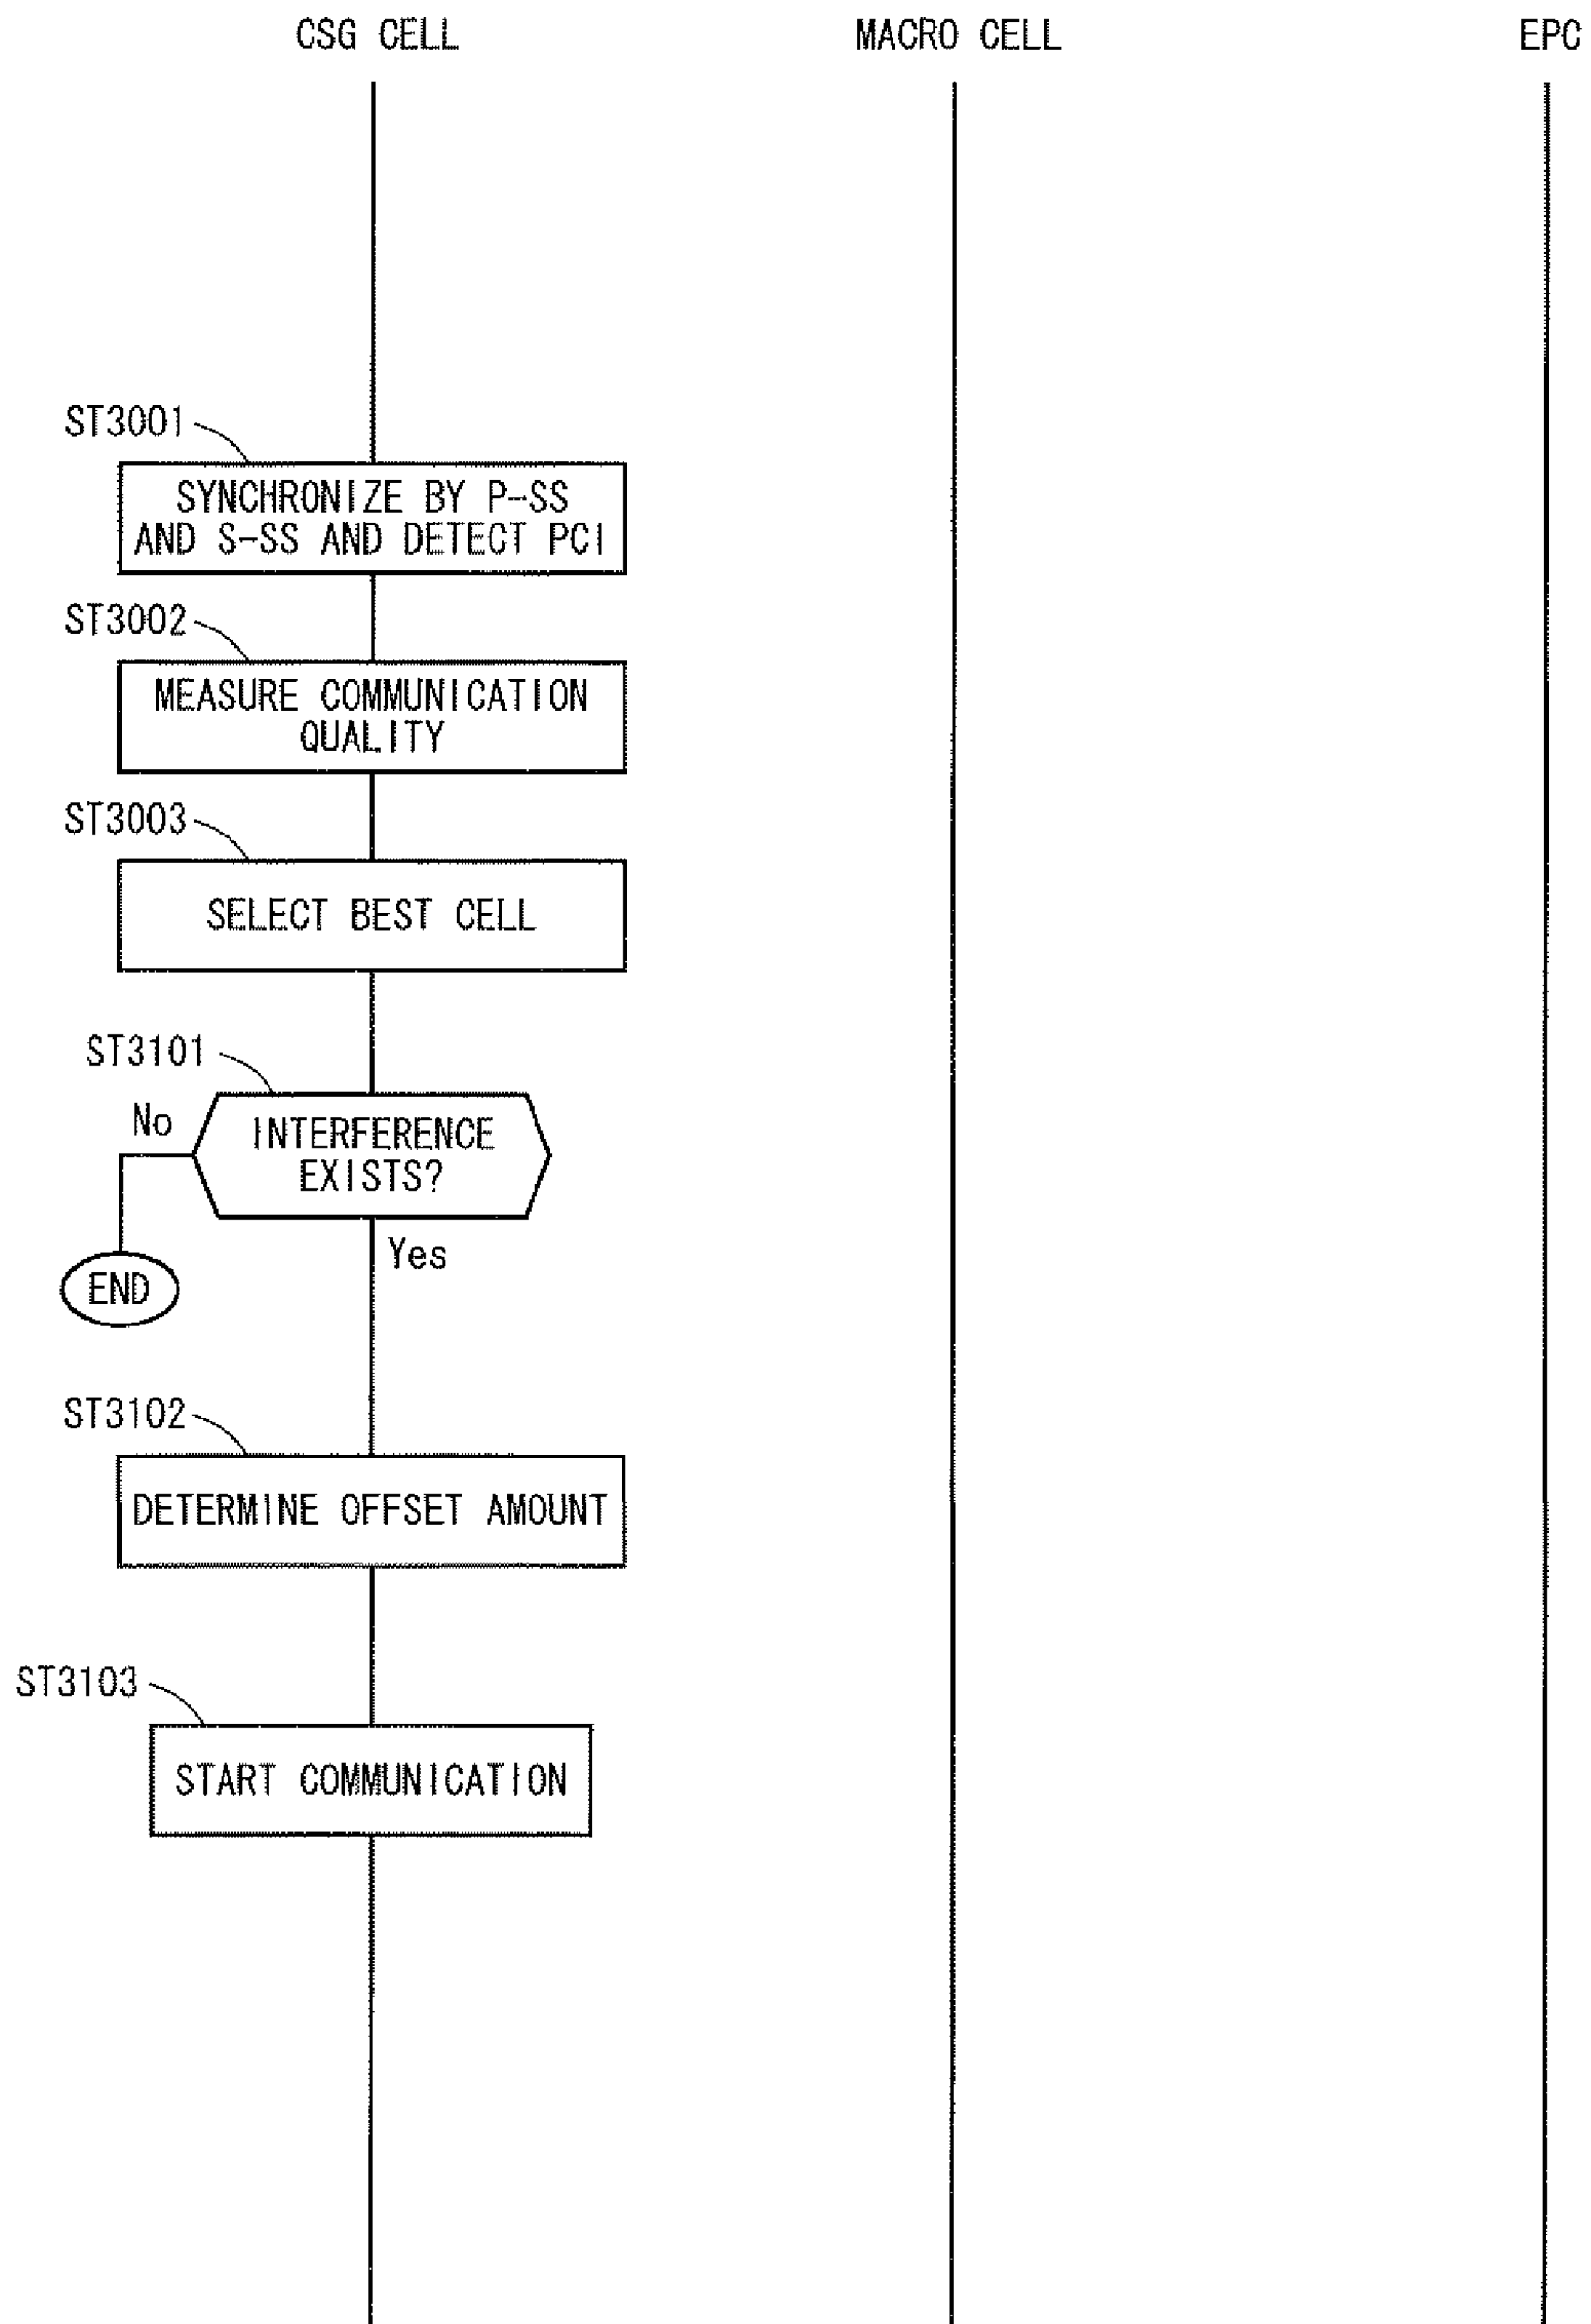 CSG CELL
MACRO CELL
EPC
ST3001
SYNCHRONIZE BY P-SS
AND S-SS AND DETECT PCI
ST3002
MEASURE COMMUNICATION
QUALITY
ST3003
SELECT BEST CELL
ST3101
No
INTERFERENCE
EXISTS?
Yes
END
ST3102
DETERMINE OFFSET AMOUNT
ST3103
START COMMUNICATION